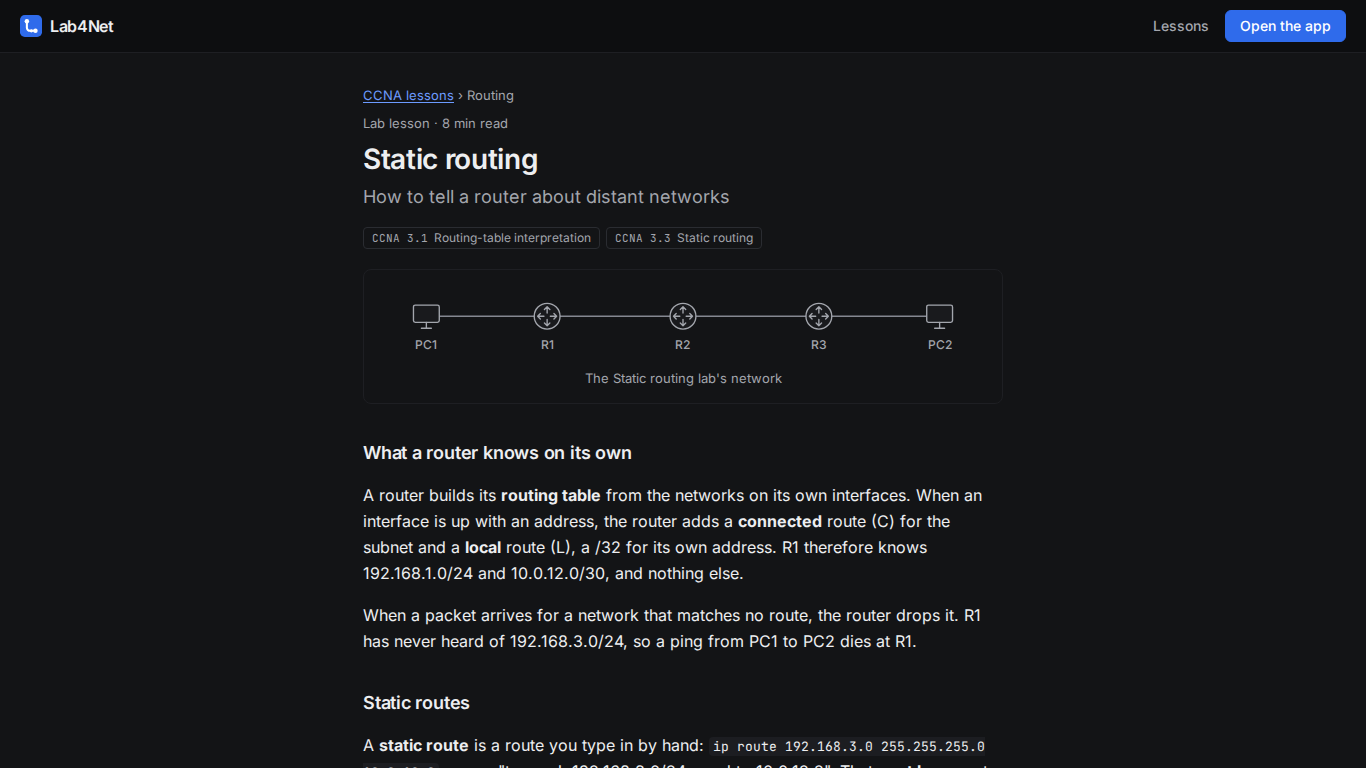 Lab4Net
Lessons
Open the app
CCNA lessons › Routing
Lab lesson · 8 min read
Static routing
How to tell a router about distant networks
CCNA 3.1 Routing-table interpretation
CCNA 3.3 Static routing
PC1
R1
R2
R3
PC2
The Static routing lab's network
What a router knows on its own
A router builds its routing table from the networks on its own interfaces. When an
interface is up with an address, the router adds a connected route (C) for the
subnet and a local route (L), a /32 for its own address. R1 therefore knows
192.168.1.0/24 and 10.0.12.0/30, and nothing else.
When a packet arrives for a network that matches no route, the router drops it. R1
has never heard of 192.168.3.0/24, so a ping from PC1 to PC2 dies at R1.
Static routes
A static route is a route you type in by hand: ip route 192.168.3.0 255.255.255.0